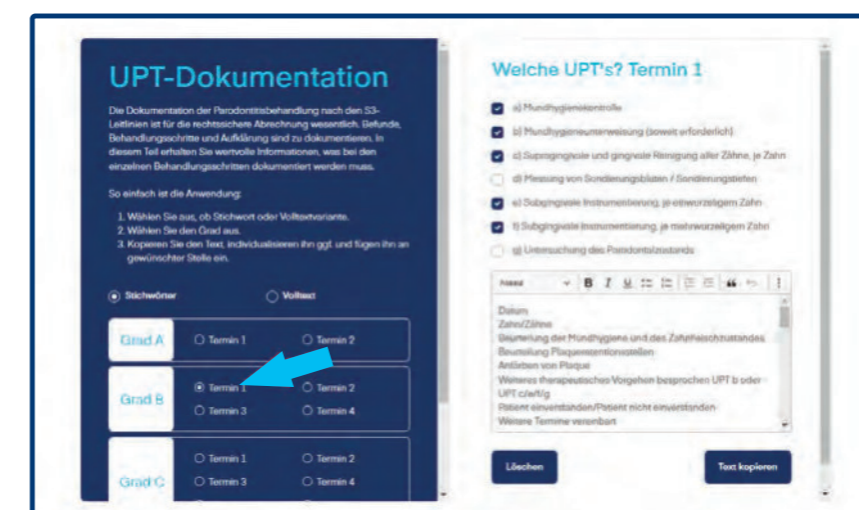 UPT-Dokumentation
Die Dokumentation der Parodontitisbehandlung nach den S3-
Leitlinien ist für die rechtssichere Abrechnung wesentlich. Befunde,
Behandlungsschritte und Aufklärung sind zu dokumentieren. In
diesem Teil erhalten Sie wertvolle Informationen, was bei den
einzelnen Behandlungsschritten dokumentiert werden muss.
So einfach ist die Anwendung:
1. Wählen Sie aus, ob Stichwort oder Volltextvariante.
2. Wählen Sie den Grad aus.
3. Kopieren Sie den Text, individualisieren ihn ggf. und fügen ihn an
gewünschter Stelle ein.
Stichwörter Volltext
Grad A Termin 1 Termin 2
Grad B Termin 1 Termin 2
Termin 3 Termin 4
Grad C Termin 1 Termin 2
Termin 3 Termin 4
Welche UPT's? Termin 1
a) Mundhygienekontrolle
b) Mundhygieneunterweisung (soweit erforderlich)
c) Supragingivale und gingivale Reinigung aller Zähne, je Zahn
d) Messung von Sondierungsbluten / Sondierungstiefen
e) Subgingivale Instrumentierung, je einwurzeligem Zahn
f) Subgingivale Instrumentierung, je mehrwurzeligem Zahn
g) Untersuchung des Parodontalzustands
B I U
Datum
Zahn/Zähne
Beurteilung der Mundhygiene und des Zahnfleischzustandes
Beurteilung Plaqueretentionsstellen
Anfärben von Plaque
Weiteres therapeutisches Vorgehen besprochen UPT b oder
UPT c/e/f/g
Patient einverstanden/Patient nicht einverstanden
Weitere Termine vereinbart
Löschen Text kopieren